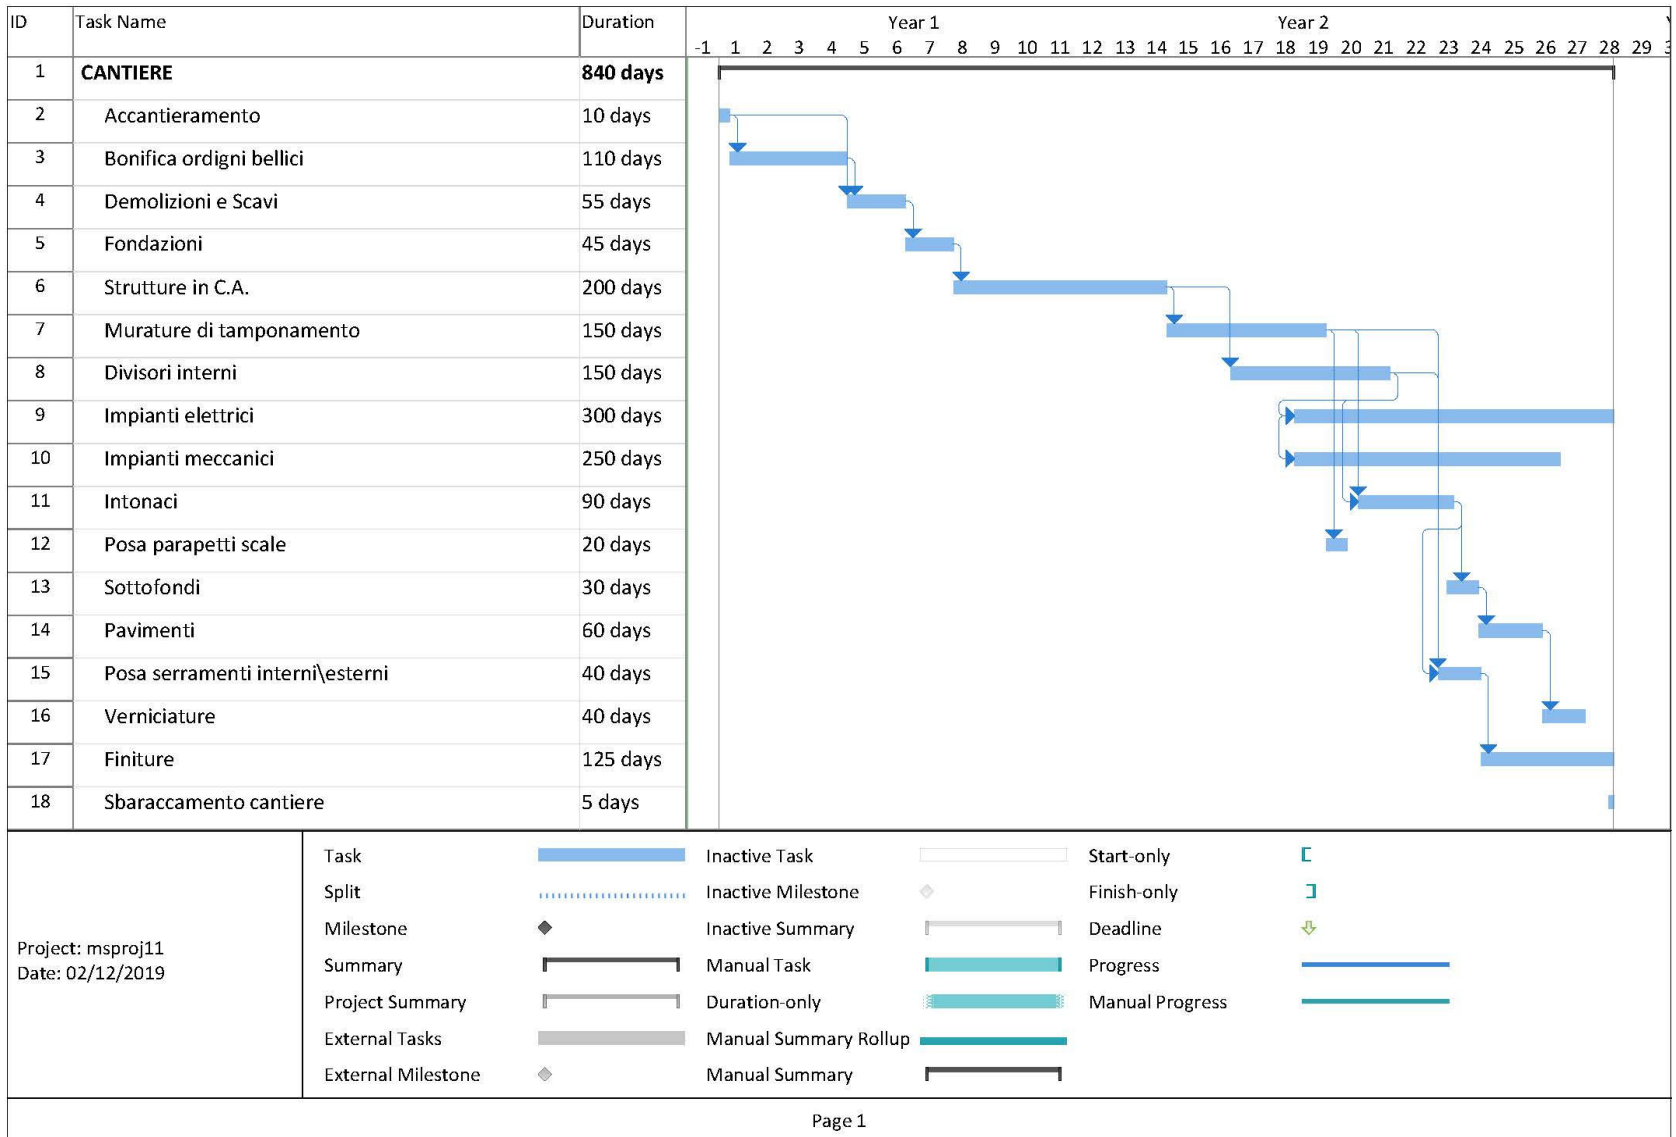 ID Task Name Duration Year 1 Year 2
-1 1 2 3 4 5 6 7 8 9 10 11 12 13 14 15 16 17 18 19 20 21 22 23 24 25 26 27 28 29
1 CANTIERE 840 days
2 Accantieramento 10 days
3 Bonifica ordigni bellici 110 days
4 Demolizioni e Scavi 55 days
5 Fondazioni 45 days
6 Strutture in C.A. 200 days
7 Murature di tamponamento 150 days
8 Divisori interni 150 days
9 Impianti elettrici 300 days
10 Impianti meccanici 250 days
11 Intonaci 90 days
12 Posa parapetti scale 20 days
13 Sottofondi 30 days
14 Pavimenti 60 days
15 Posa serramenti interni\esterni 40 days
16 Verniciature 40 days
17 Finiture 125 days
18 Sbaraccamento cantiere 5 days
Project: msproj11
Date: 02/12/2019
Task
Split
Milestone
Summary
Project Summary
External Tasks
External Milestone
Inactive Task
Inactive Milestone
Inactive Summary
Manual Task
Duration-only
Manual Summary Rollup
Manual Summary
Start-only
Finish-only
Deadline
Progress
Manual Progress
Page 1